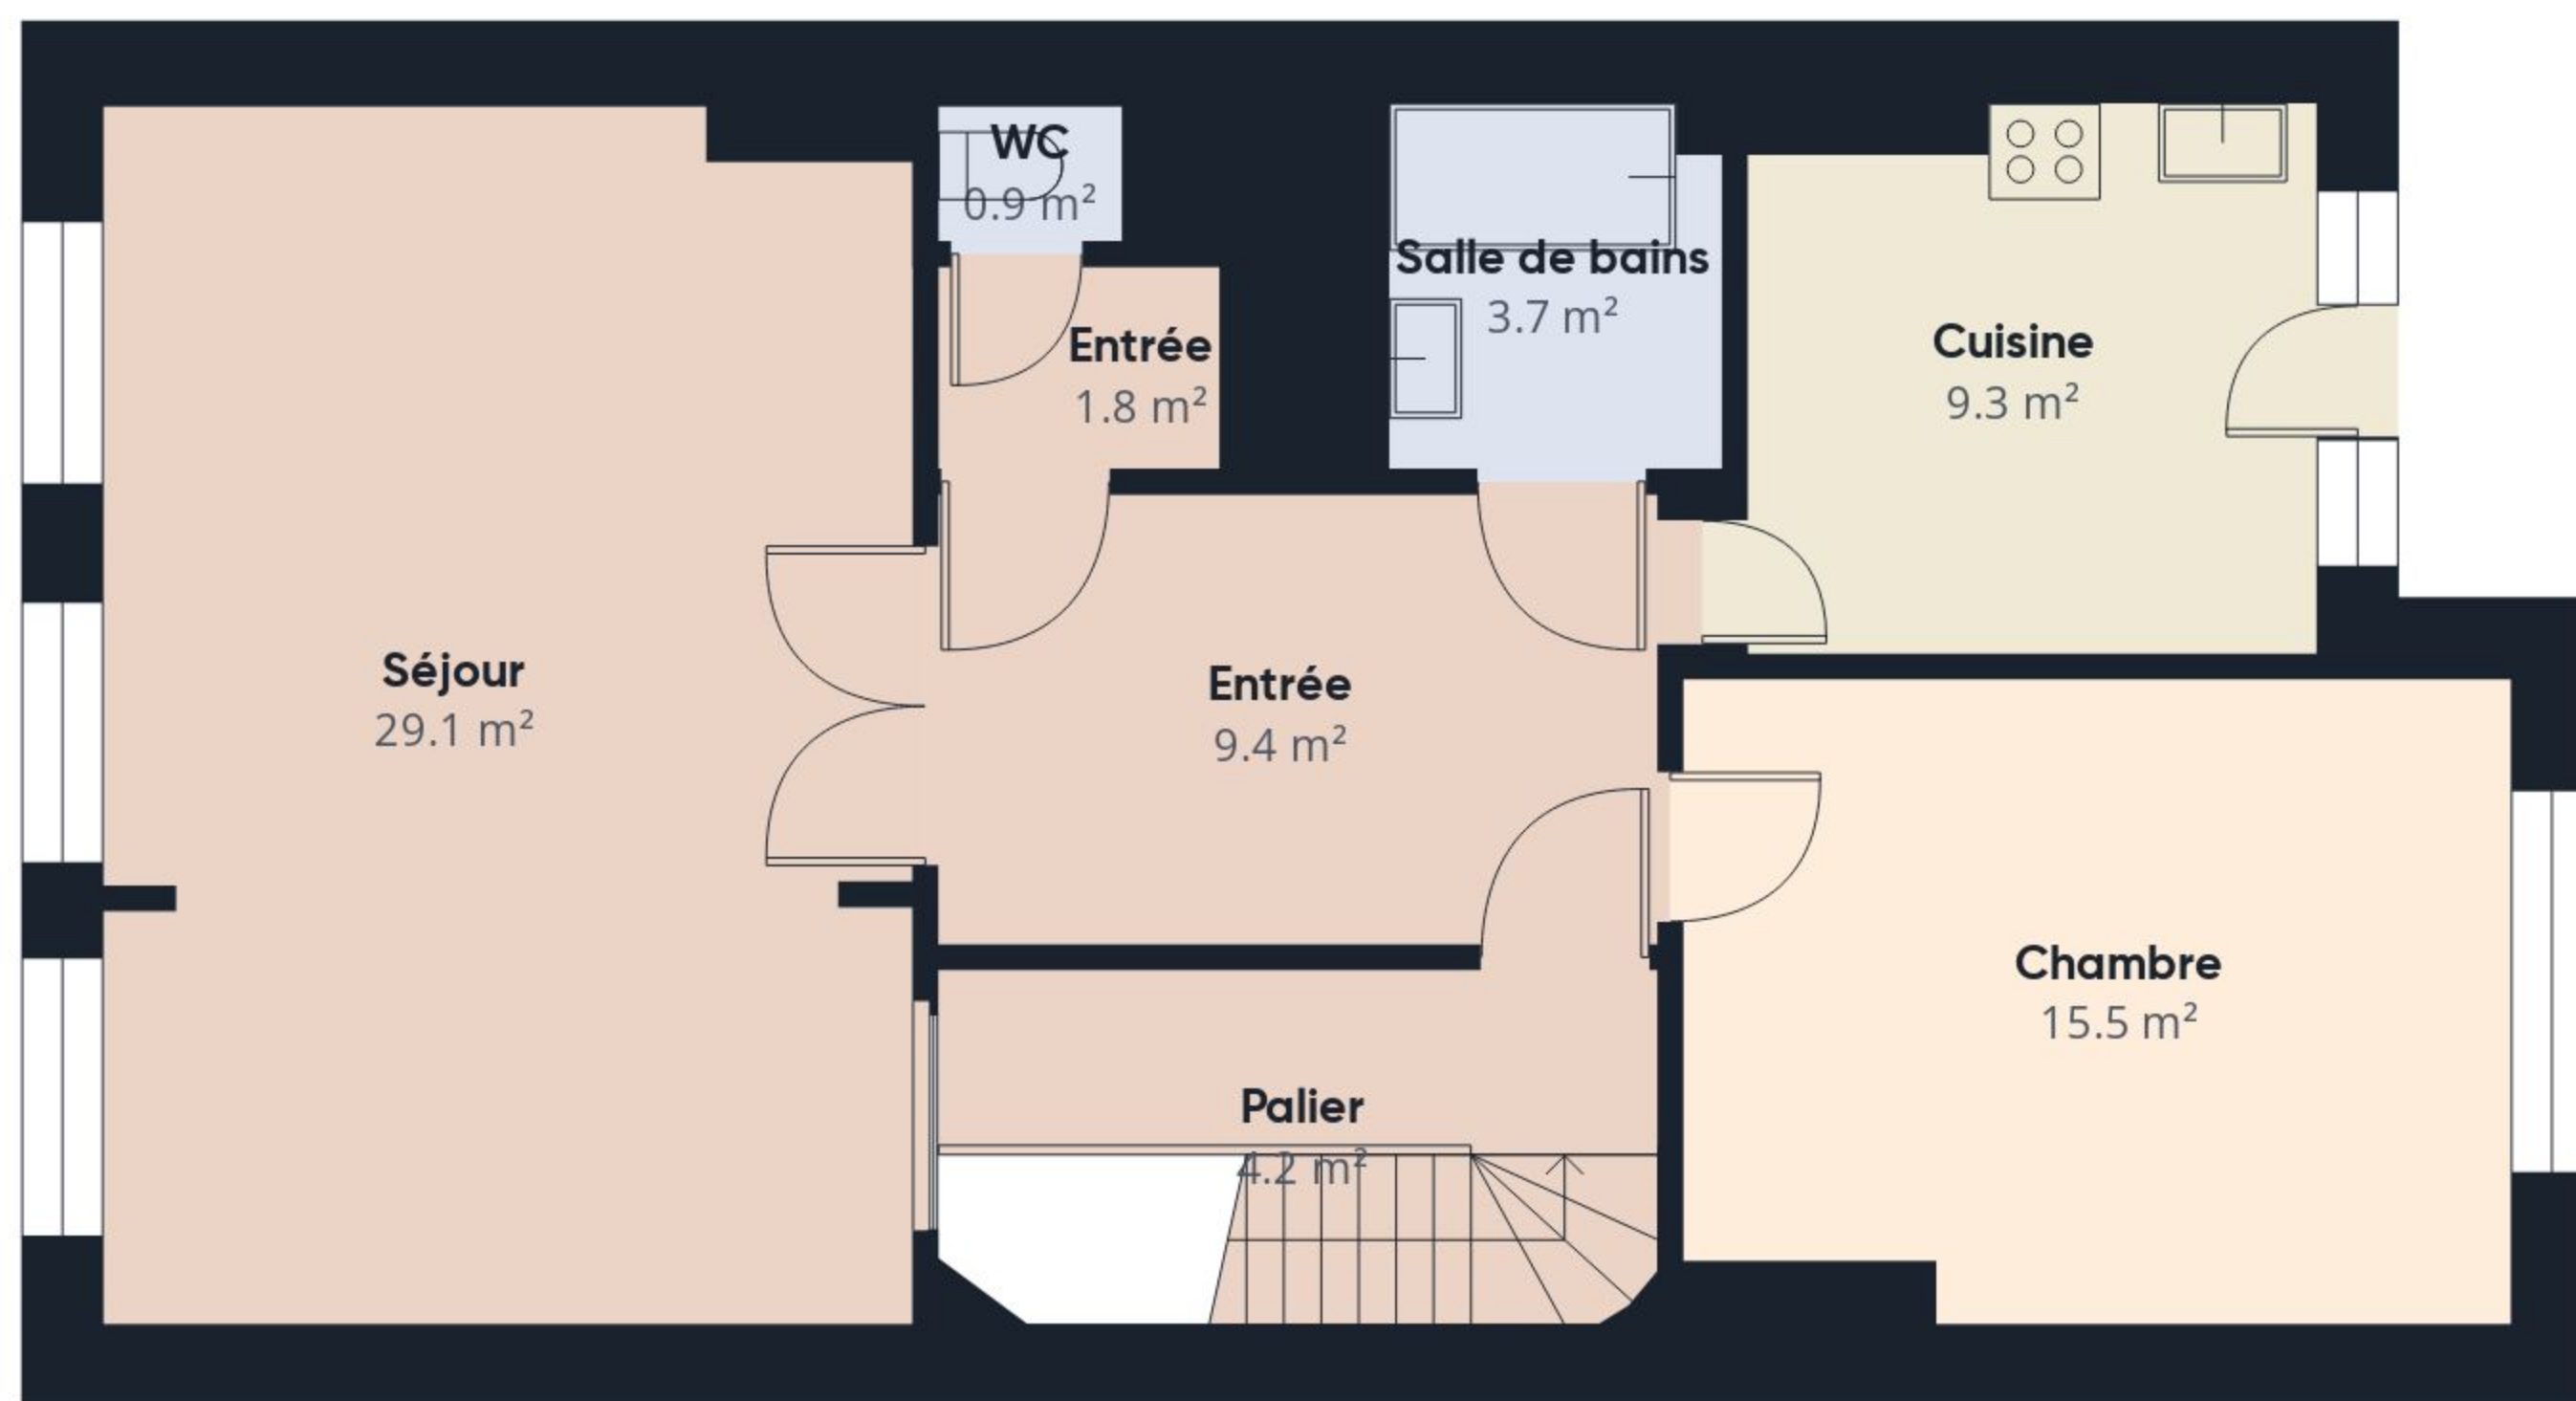 WC
0.9 m²
Salle de bains
3.7 m²
Entrée
1.8 m²
Cuisine
9.3 m²
Séjour
29.1 m²
Entrée
9.4 m²
Chambre
15.5 m²
Palier
4.2 m²